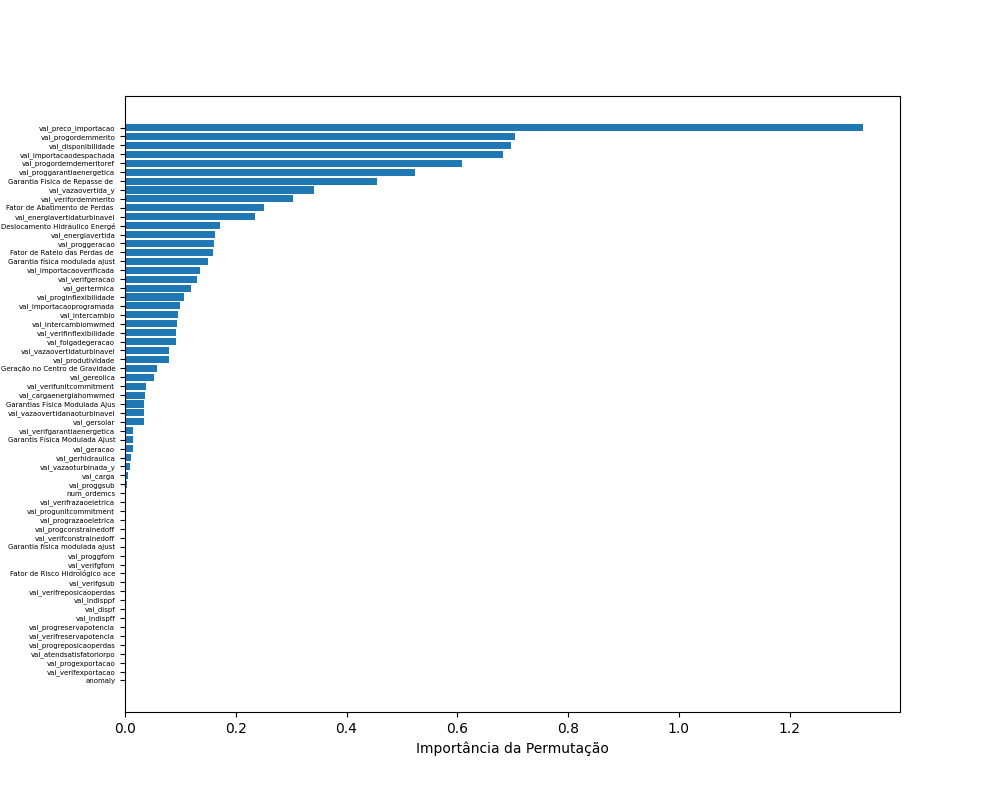 val_preco_importacao
val_progordemmerito
val_disponibilidade
val_importacaodespachada
val_progordemdemeritoref
val_proggarantiaenergetica
Garantia Física de Repasse de
val_vazaovertida_y
val_verifordemmerito
Fator de Abatimento de Perdas
val_energiavertidaturbinavel
Deslocamento Hidráulico Energé
val_energiavertida
val_proggeracao
Fator de Rateio das Perdas de
Garantia física modulada ajust
val_importacaoverificada
val_verifgeracao
val_gertermica
val_proginflexibilidade
val_importacaoprogramada
val_intercambio
val_intercambiomwmed
val_verifinflexibilidade
val_folgadegeracao
val_vazaovertidaturbinavel
val_produtividade
Geração no Centro de Gravidade
val_gereolica
val_verifunitcommitment
val_cargaenergiahomwmed
Garantias Física Modulada Ajus
val_vazaovertidanaoturbinavel
val_gersolar
val_verifgarantiaenergetica
Garantis Física Modulada Ajust
val_geracao
val_gerhidraulica
val_vazaoturbinada_y
val_carga
val_proggsub
num_ordemcs
val_verifrazaoeletrica
val_progunitcommitment
val_prograzaoeletrica
val_progconstrainedoff
val_verifconstrainedoff
Garantia física modulada ajust
val_proggfom
val_verifgfom
Fator de Risco Hidrológico ace
val_verifgsub
val_verifreposicaoperdas
val_indisppf
val_dispf
val_indispff
val_progreservapotencia
val_verifreservapotencia
val_progreposicaoperdas
val_atendsatisfatoriorpo
val_progexportacao
val_verifexportacao
anomaly
0.0 0.2 0.4 0.6 0.8 1.0 1.2
Importância da Permutação